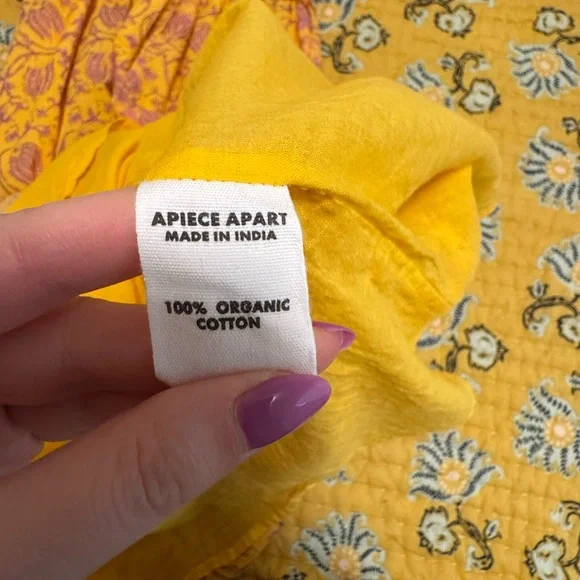 APIECE APART
MADE IN INDIA
100% ORGANIC
COTTON